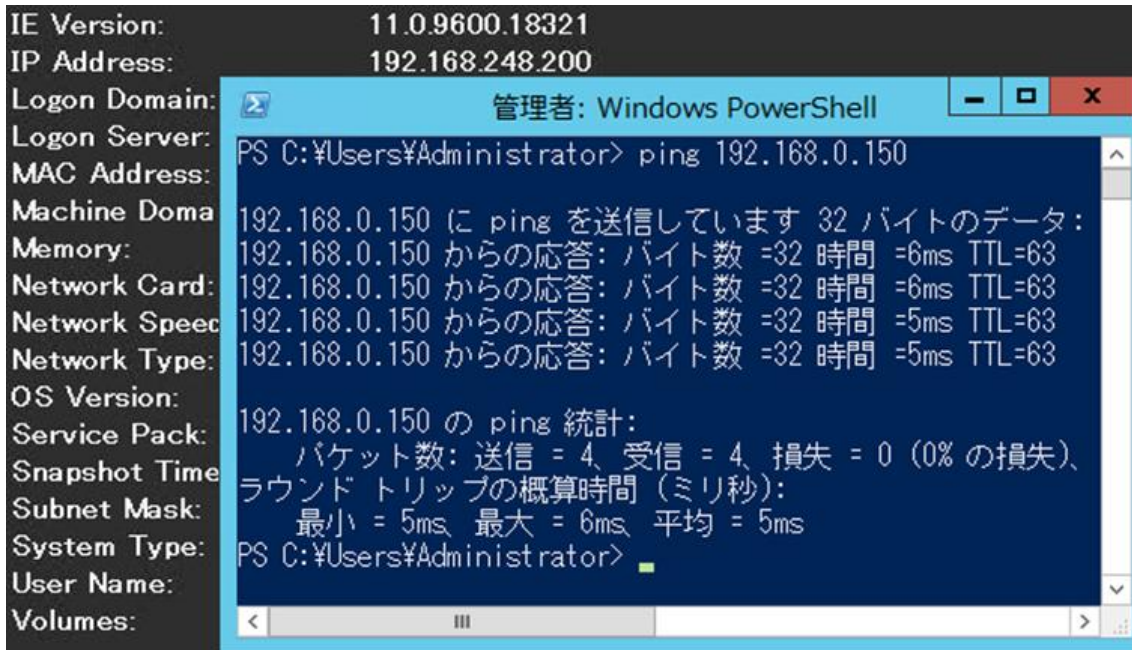 IE Version: 11.0.9600.18321
IP Address: 192.168.248.200
Logon Domain:
Logon Server:
MAC Address:
Machine Doma
Memory:
Network Card:
Network Speec
Network Type:
OS Version:
Service Pack:
Snapshot Time
Subnet Mask:
System Type:
User Name:
Volumes:
管理者: Windows PowerShell
PS C:¥Users¥Administrator> ping 192.168.0.150
192.168.0.150 に ping を送信しています 32 バイトのデータ:
192.168.0.150 からの応答: バイト数 =32 時間 =6ms TTL=63
192.168.0.150 からの応答: バイト数 =32 時間 =6ms TTL=63
192.168.0.150 からの応答: バイト数 =32 時間 =5ms TTL=63
192.168.0.150 からの応答: バイト数 =32 時間 =5ms TTL=63
192.168.0.150 の ping 統計:
パケット数: 送信 = 4、受信 = 4、損失 = 0 (0% の損失)、
ラウンド トリップの概算時間 (ミリ秒):
最小 = 5ms、最大 = 6ms、平均 = 5ms
PS C:¥Users¥Administrator>